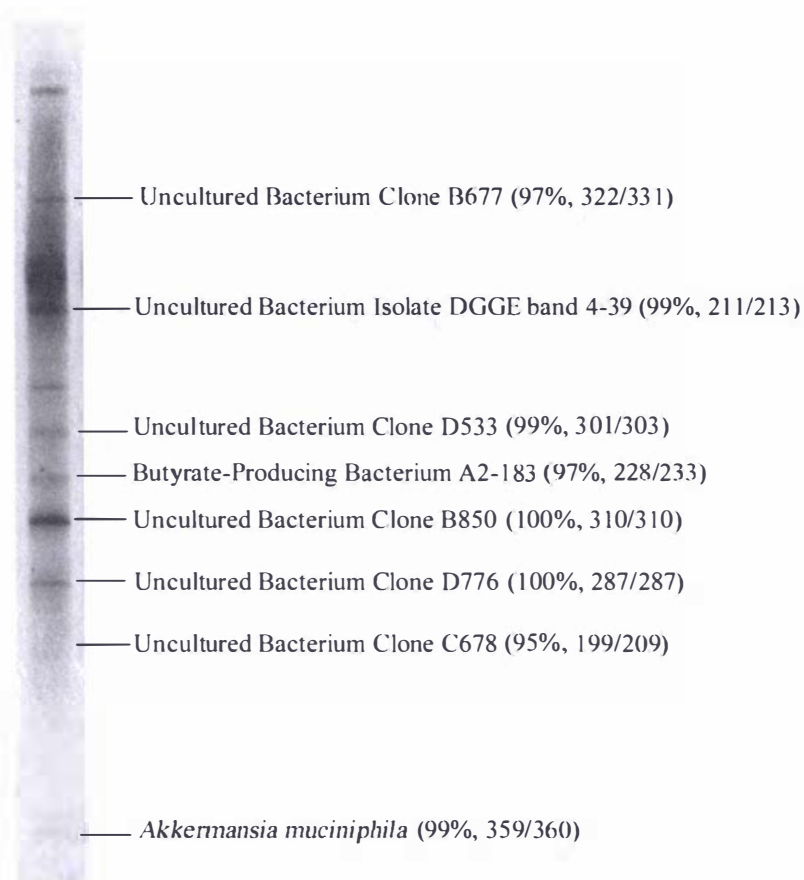 Uncultured Bacterium Clone B677 (97%, 322/331)
Uncultured Bacterium Isolate DGGE band 4-39 (99%, 211/213)
Uncultured Bacterium Clone D533 (99%, 301/303)
Butyrate-Producing Bacterium A2-183 (97%, 228/233)
Uncultured Bacterium Clone B850 (100%, 310/310)
Uncultured Bacterium Clone D776 (100%, 287/287)
Uncultured Bacterium Clone C678 (95%, 199/209)
Akkermansia muciniphila (99%, 359/360)